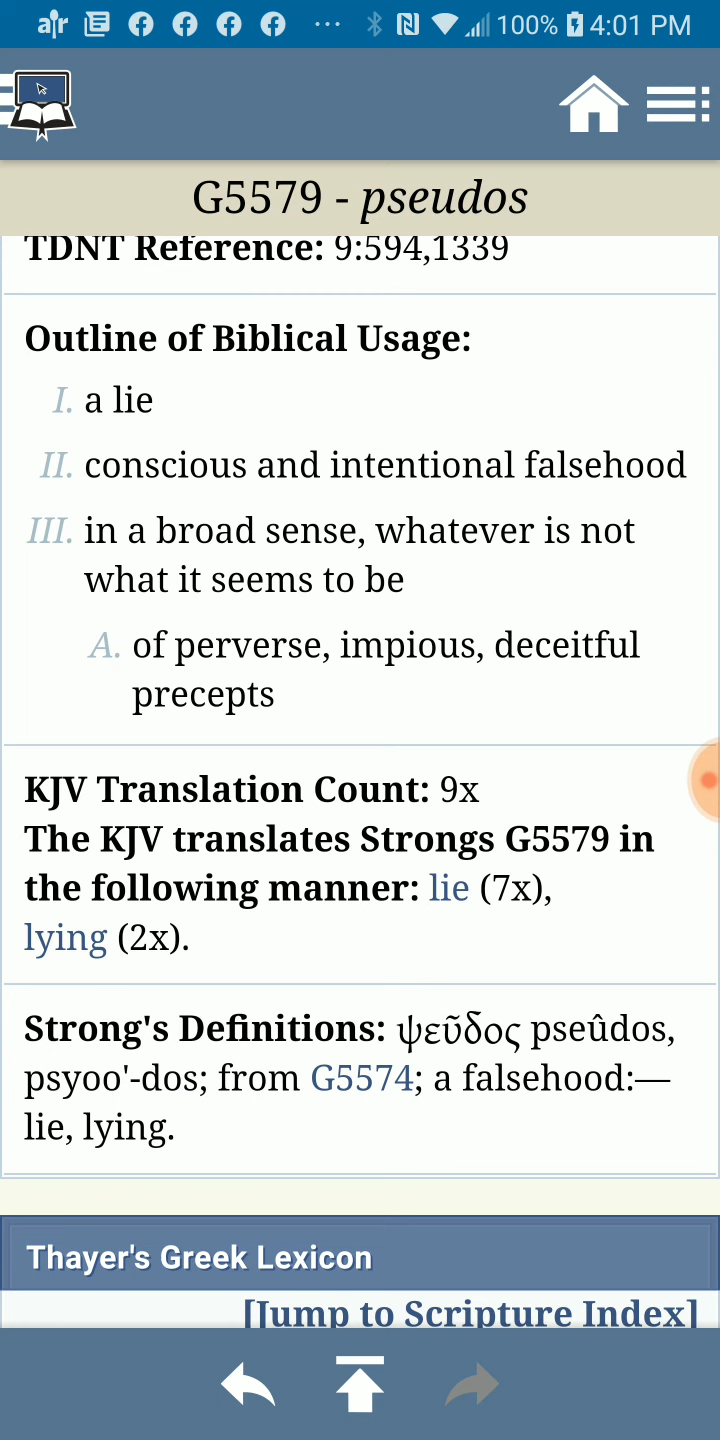 100% 4:01 PM
G5579 - pseudos
TDNT Reference: 9:594,1339
Outline of Biblical Usage:
I. a lie
II. conscious and intentional falsehood
III. in a broad sense, whatever is not
what it seems to be
A. of perverse, impious, deceitful
precepts
KJV Translation Count: 9x
The KJV translates Strongs G5579 in
the following manner: lie (7x),
lying (2x).
Strong's Definitions: ψεῦδος pseûdos,
psyoo'-dos; from G5574; a falsehood:—
lie, lying.
Thayer's Greek Lexicon
[Jump to Scripture Index]